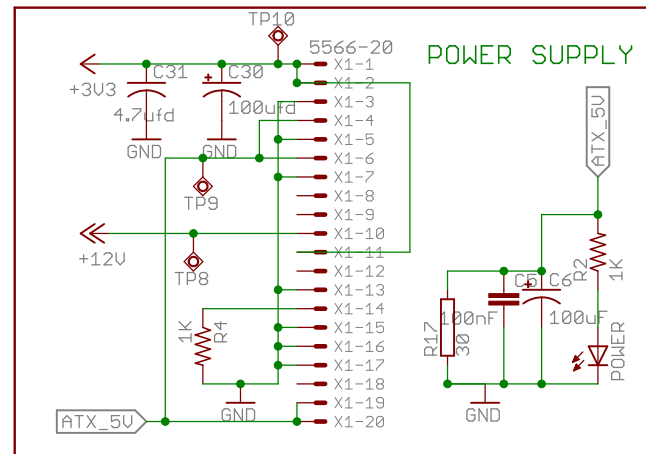 TP10
5566-20
POWER SUPPLY
+3V3
C31
4.7ufd
GND
C30
100ufd
GND
X1-1
X1-2
X1-3
X1-4
X1-5
X1-6
X1-7
X1-8
X1-9
X1-10
X1-11
X1-12
X1-13
X1-14
X1-15
X1-16
X1-17
X1-18
X1-19
X1-20
TP9
+12V
TP8
1K
R4
GND
ATX_5V
ATX_5V
R2
1K
C5
100nF
C6
100uF
R17
30
POWER
GND